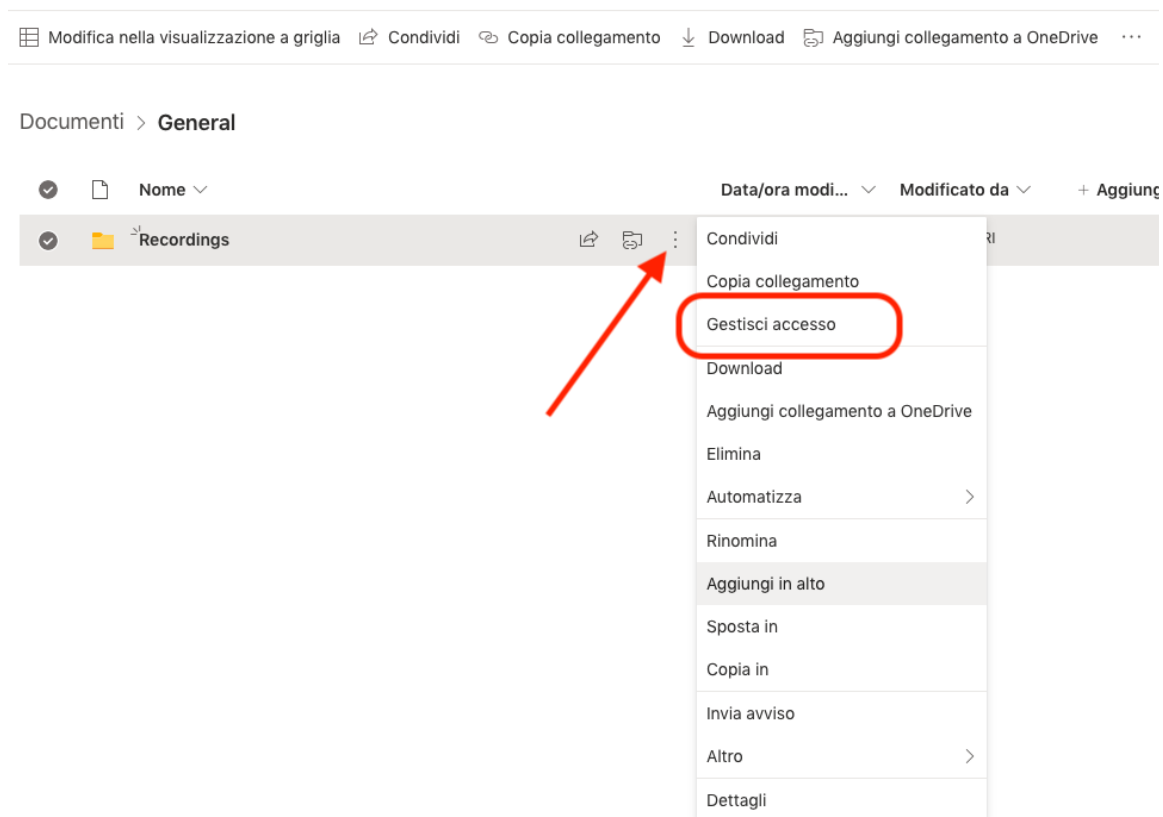 Modifica nella visualizzazione a griglia Condividi Copia collegamento Download Aggiungi collegamento a OneDrive ...
Documenti > General
Nome Data/ora modi... Modificato da + Aggiung
Recordings
Condividi
Copia collegamento
Gestisci accesso
Download
Aggiungi collegamento a OneDrive
Elimina
Automatizza
Rinomina
Aggiungi in alto
Sposta in
Copia in
Invia avviso
Altro
Dettagli